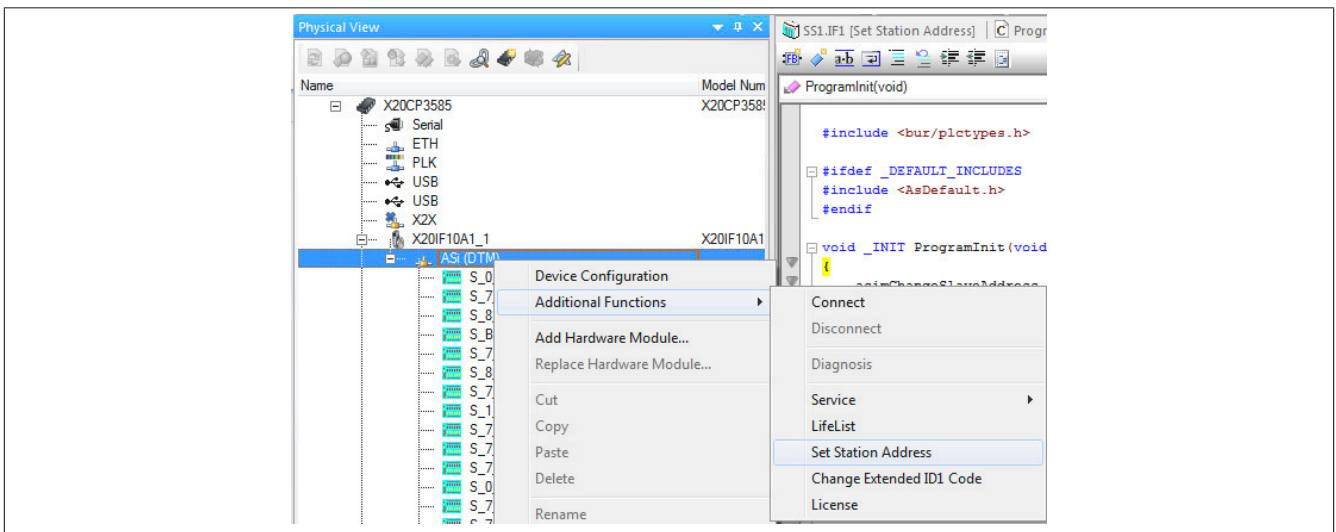 Physical View
SS1.IF1 [Set Station Address]
C Progr
FB a-b
Name
Model Num
ProgramInit(void)
X20CP3585
X20CP358
Serial
#include <bur/plctypes.h>
ETH
PLK
#ifdef _DEFAULT_INCLUDES
USB
#include <AsDefault.h>
USB
#endif
X2X
X20IF10A1_1
X20IF10A1
void _INIT ProgramInit(void
ASi (DTM)
{
S_0
Device Configuration
S_7
Additional Functions
Connect
S_8
Disconnect
S_B
Add Hardware Module...
S_7
Replace Hardware Module...
Diagnosis
S_8
S_7
Cut
Service
S_1
LifeList
S_7
Copy
S_7
Paste
Set Station Address
S_7
Delete
Change Extended ID1 Code
S_0
License
S_7
Rename